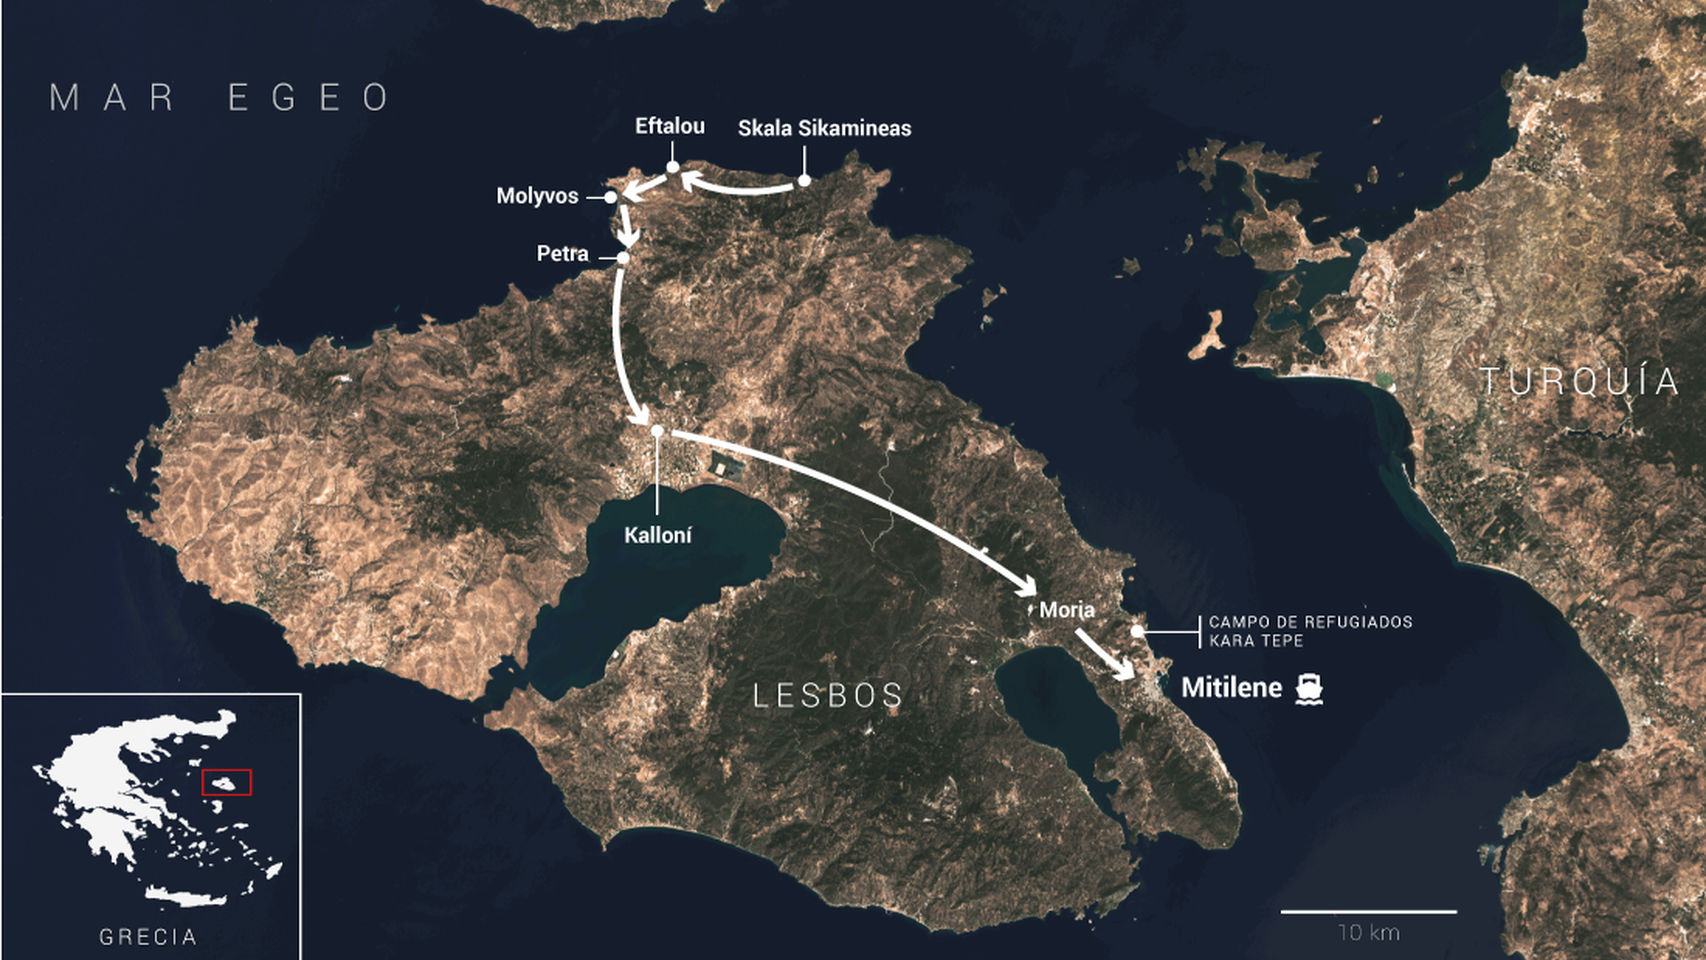 MAR EGEO
Eftalou
Skala Sikamineas
Molyvos
Petra
TURQUÍA
Kalloní
Moria
CAMPO DE REFUGIADOS
KARA TEPE
Mitilene
LESBOS
GRECIA
10 km